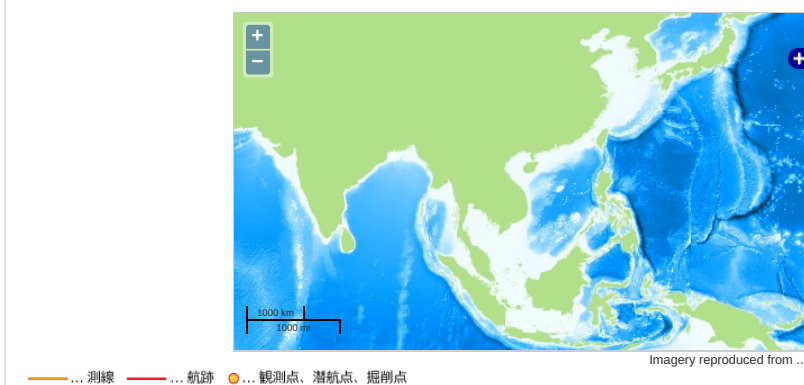 +
−
+
1000 km
1000 mi
Imagery reproduced from ...
... 測線 ... 航跡 ... 観測点、潜航点、掘削点